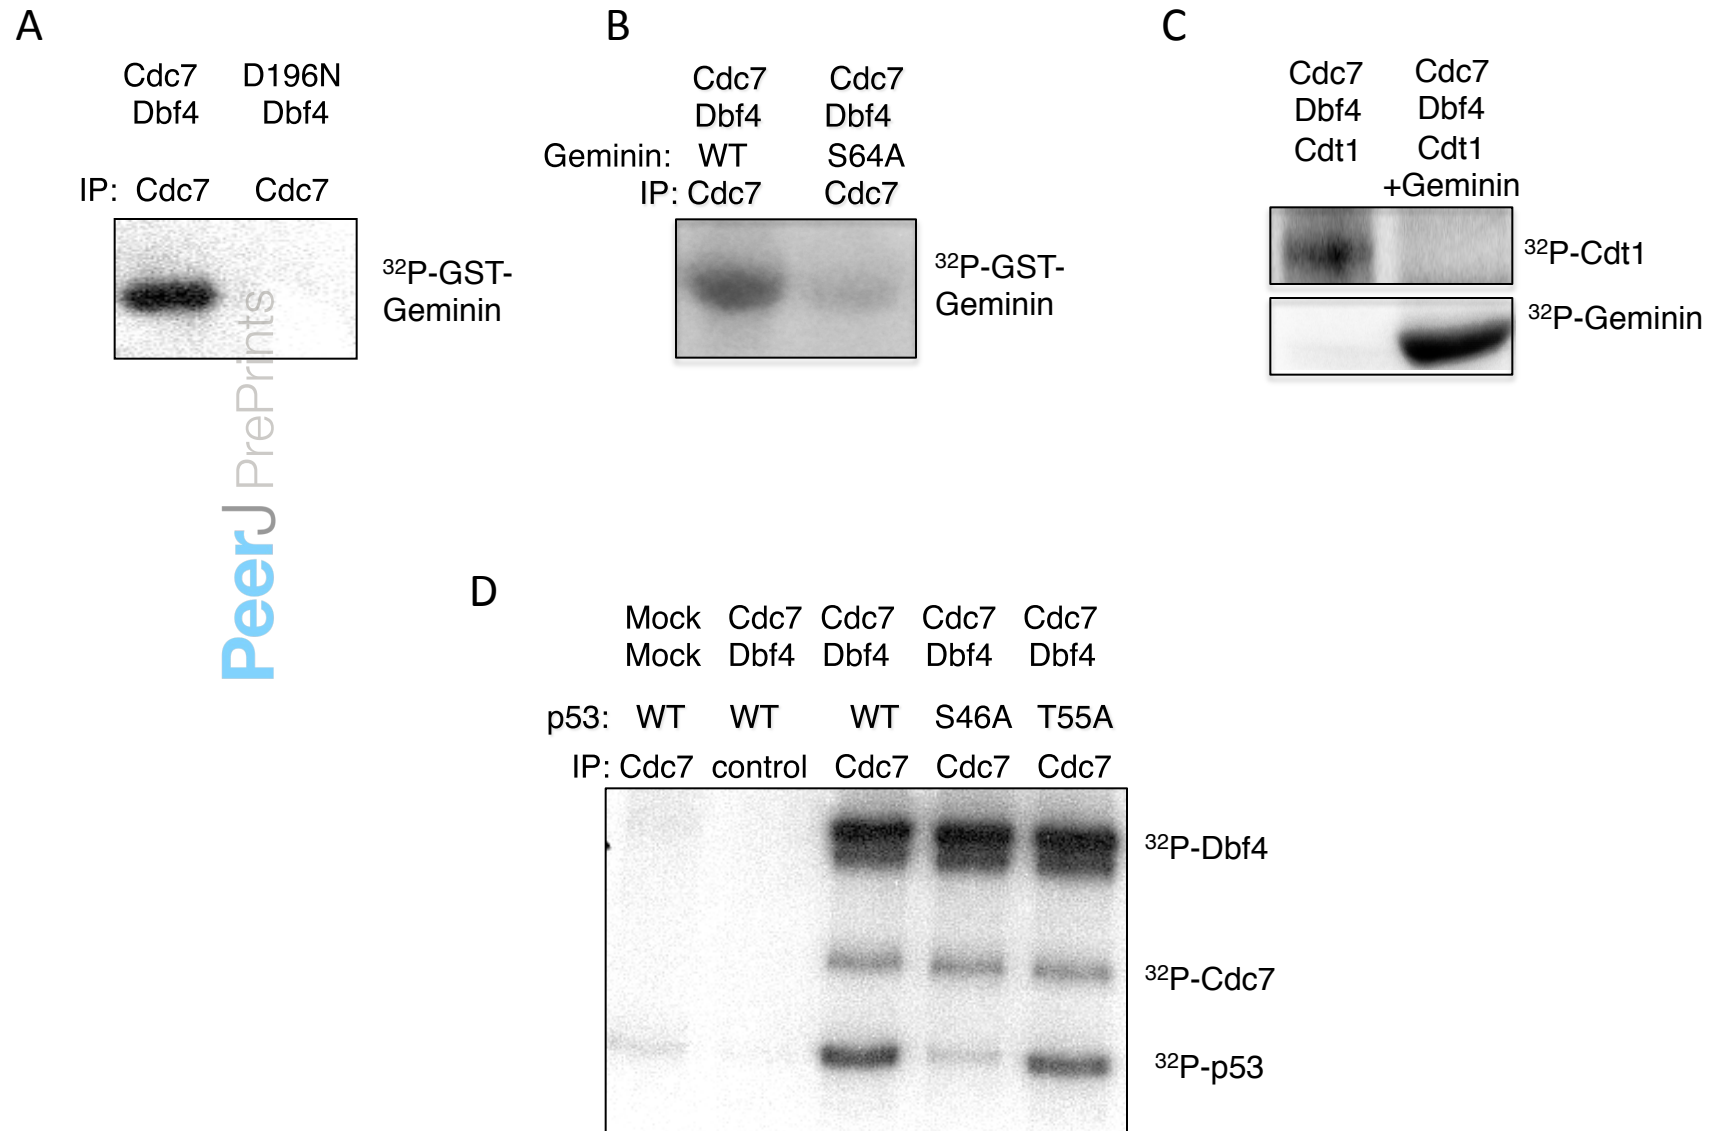 A
Cdc7 D196N
Dbf4 Dbf4
IP: Cdc7 Cdc7
32P-GST-
Geminin
B
Cdc7 Cdc7
Dbf4 Dbf4
Geminin: WT S64A
IP: Cdc7 Cdc7
32P-GST-
Geminin
C
Cdc7 Cdc7
Dbf4 Dbf4
Cdt1 Cdt1
+Geminin
32P-Cdt1
32P-Geminin
PeerJ PrePrints
D
Mock Cdc7 Cdc7 Cdc7 Cdc7
Mock Dbf4 Dbf4 Dbf4 Dbf4
p53: WT WT WT S46A T55A
IP: Cdc7 control Cdc7 Cdc7 Cdc7
32P-Dbf4
32P-Cdc7
32P-p53